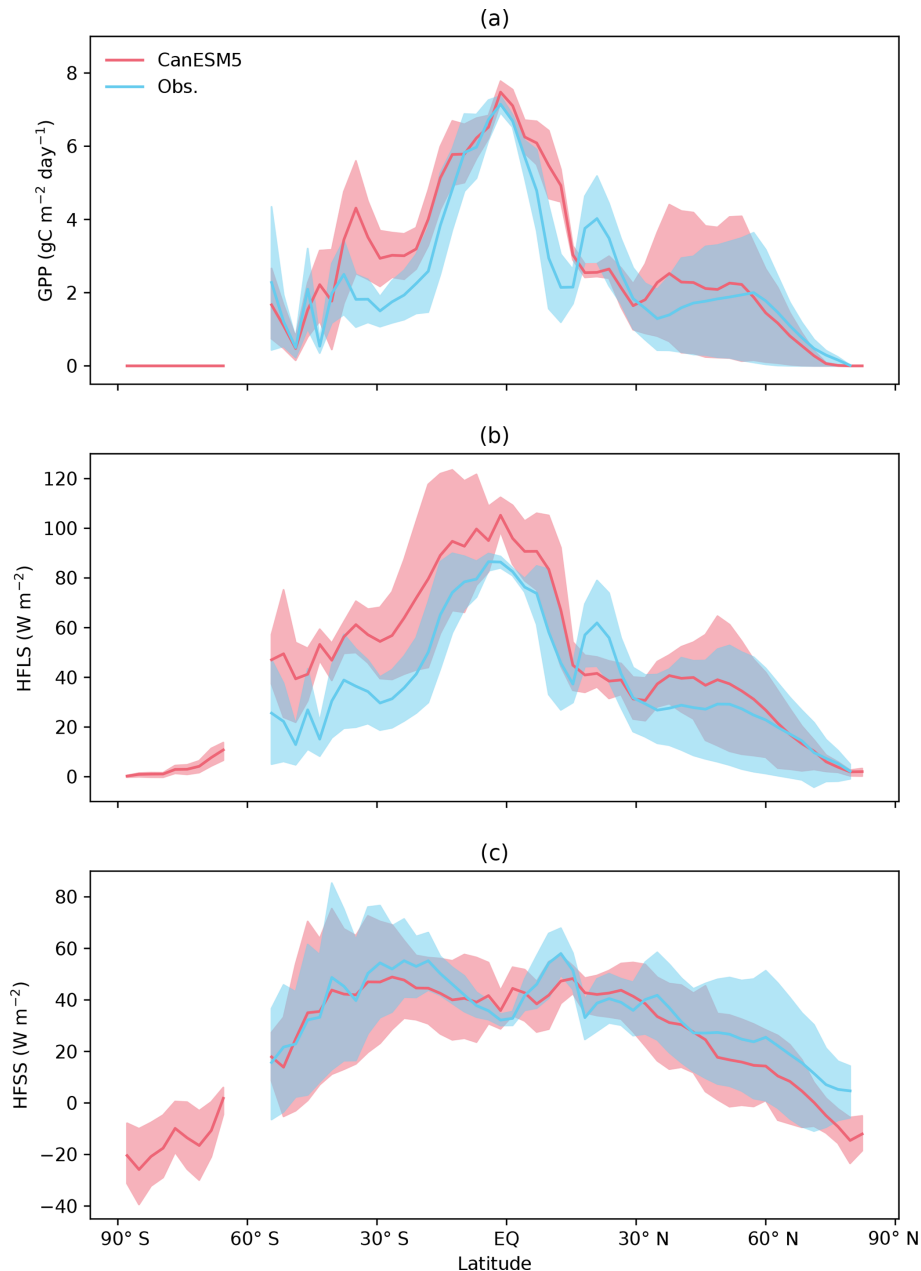 (a)
CanESM5
Obs.
8
6
4
2
0
GPP (gC m⁻² day⁻¹)
(b)
120
100
80
60
40
20
0
HFLS (W m⁻²)
(c)
80
60
40
20
0
−20
−40
HFSS (W m⁻²)
90° S 60° S 30° S EQ 30° N 60° N 90° N
Latitude